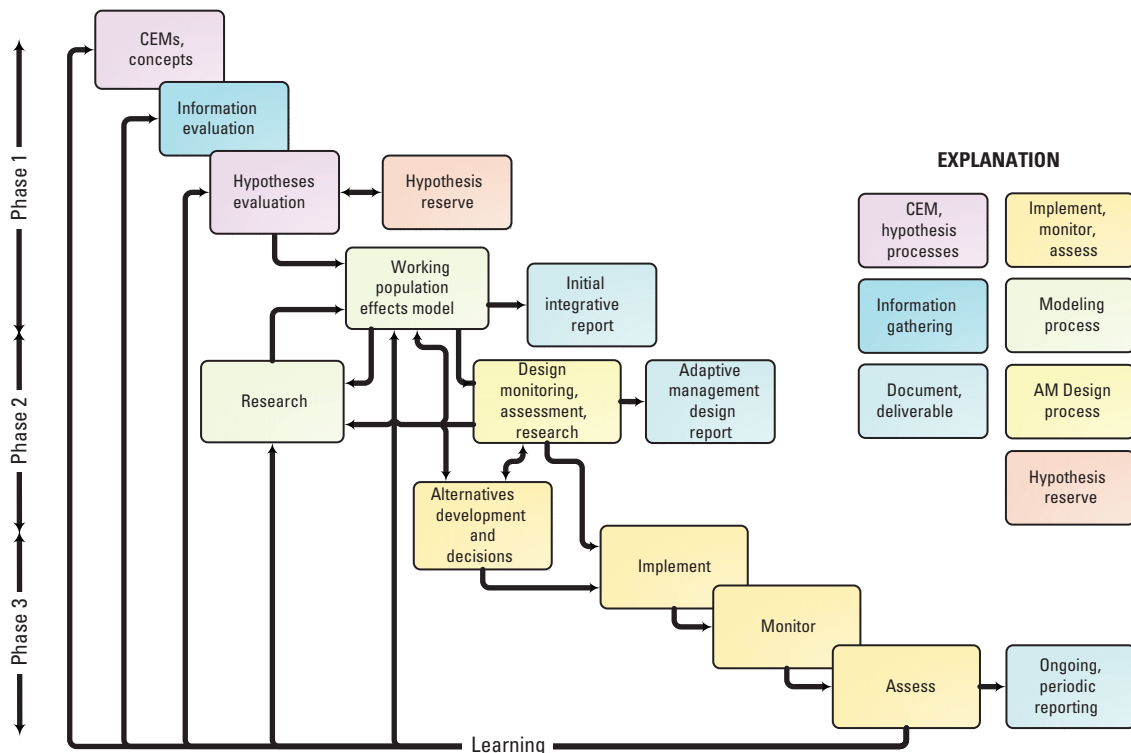 CEMs,
concepts
Information
evaluation
Hypotheses
evaluation
Hypothesis
reserve
Working
population
effects model
Initial
integrative
report
Research
Design
monitoring,
assessment,
research
Adaptive
management
design
report
Alternatives
development
and
decisions
Implement
Monitor
Assess
Ongoing,
periodic
reporting
Learning
Phase 1
Phase 2
Phase 3
EXPLANATION
CEM,
hypothesis
processes
Implement,
monitor,
assess
Information
gathering
Modeling
process
Document,
deliverable
AM Design
process
Hypothesis
reserve